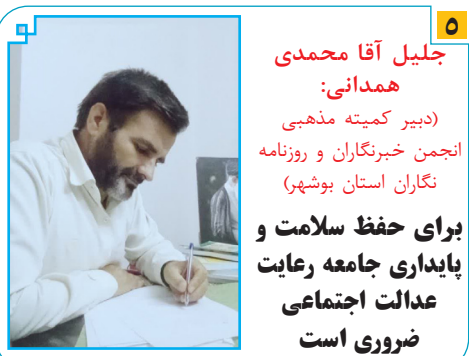 ۵
جلیل آقا محمدی
همدانی:
(دبیر کمیته مذهبی
انجمن خبرنگاران و روزنامه
نگاران استان بوشهر)
برای حفظ سلامت و
پایداری جامعه رعایت
عدالت اجتماعی
ضروری است